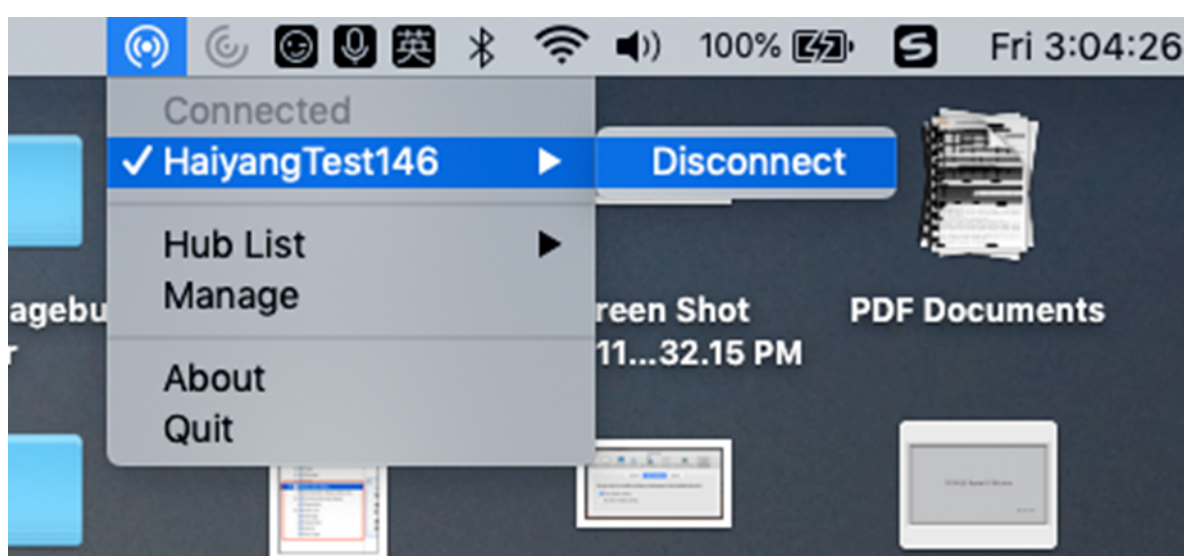 英 100% S Fri 3:04:26
Connected
HaiyangTest146
Disconnect
Hub List
Manage
agebu
r
reen Shot
11...32.15 PM
PDF Documents
About
Quit